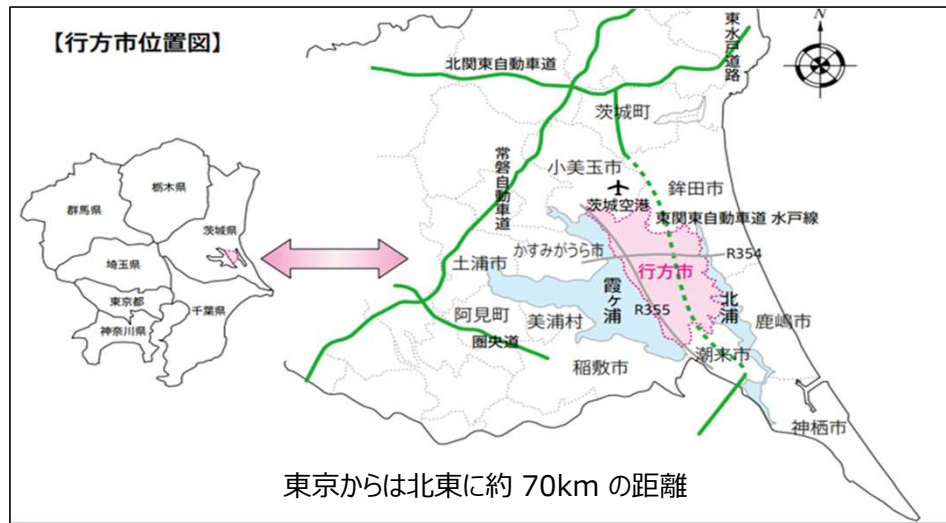 【行方市位置図】
北関東自動車道
東水戸道路
N
茨城町
常磐自動車道
小美玉市
鉾田市
茨城空港
東関東自動車道 水戸線
栃木県
群馬県
茨城県
埼玉県
東京都
千葉県
神奈川県
かすみがうら市
R354
土浦市
行方市
霞ヶ浦
R355
北浦
阿見町
美浦村
鹿嶋市
圏央道
潮来市
稲敷市
神栖市
東京からは北東に約 70km の距離